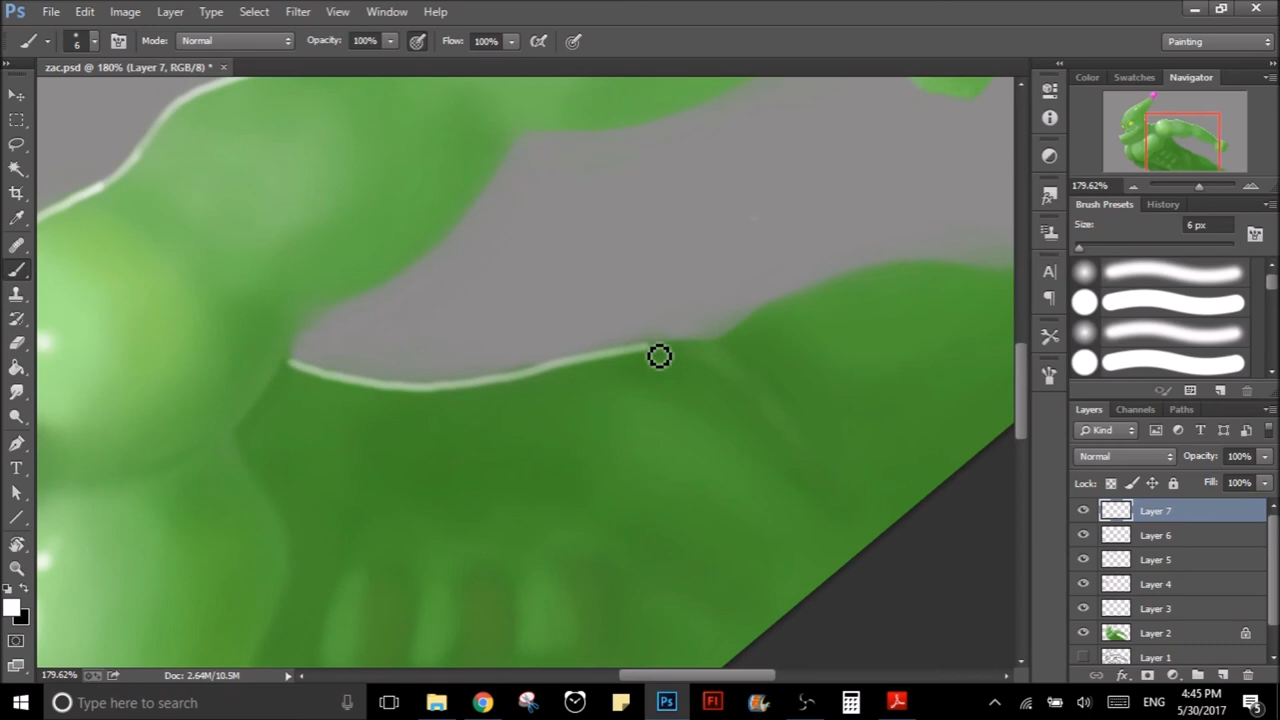 Ps File Edit Image Layer Type Select Filter View Window Help
6 Mode: Normal Opacity: 100% Flow: 100% Painting
zac.psd @ 180% (Layer 7, RGB/8) * ×
Color Swatches Navigator
179.62%
Brush Presets History
Size: 6 px
Layers Channels Paths
Kind
Normal Opacity: 100%
Lock: Fill: 100%
Layer 7
Layer 6
Layer 5
Layer 4
Layer 3
Layer 2
Layer 1
179.62% Doc: 2.64M/10.5M
Type here to search
Ps Fl
ENG
4:45 PM
5/30/2017
5